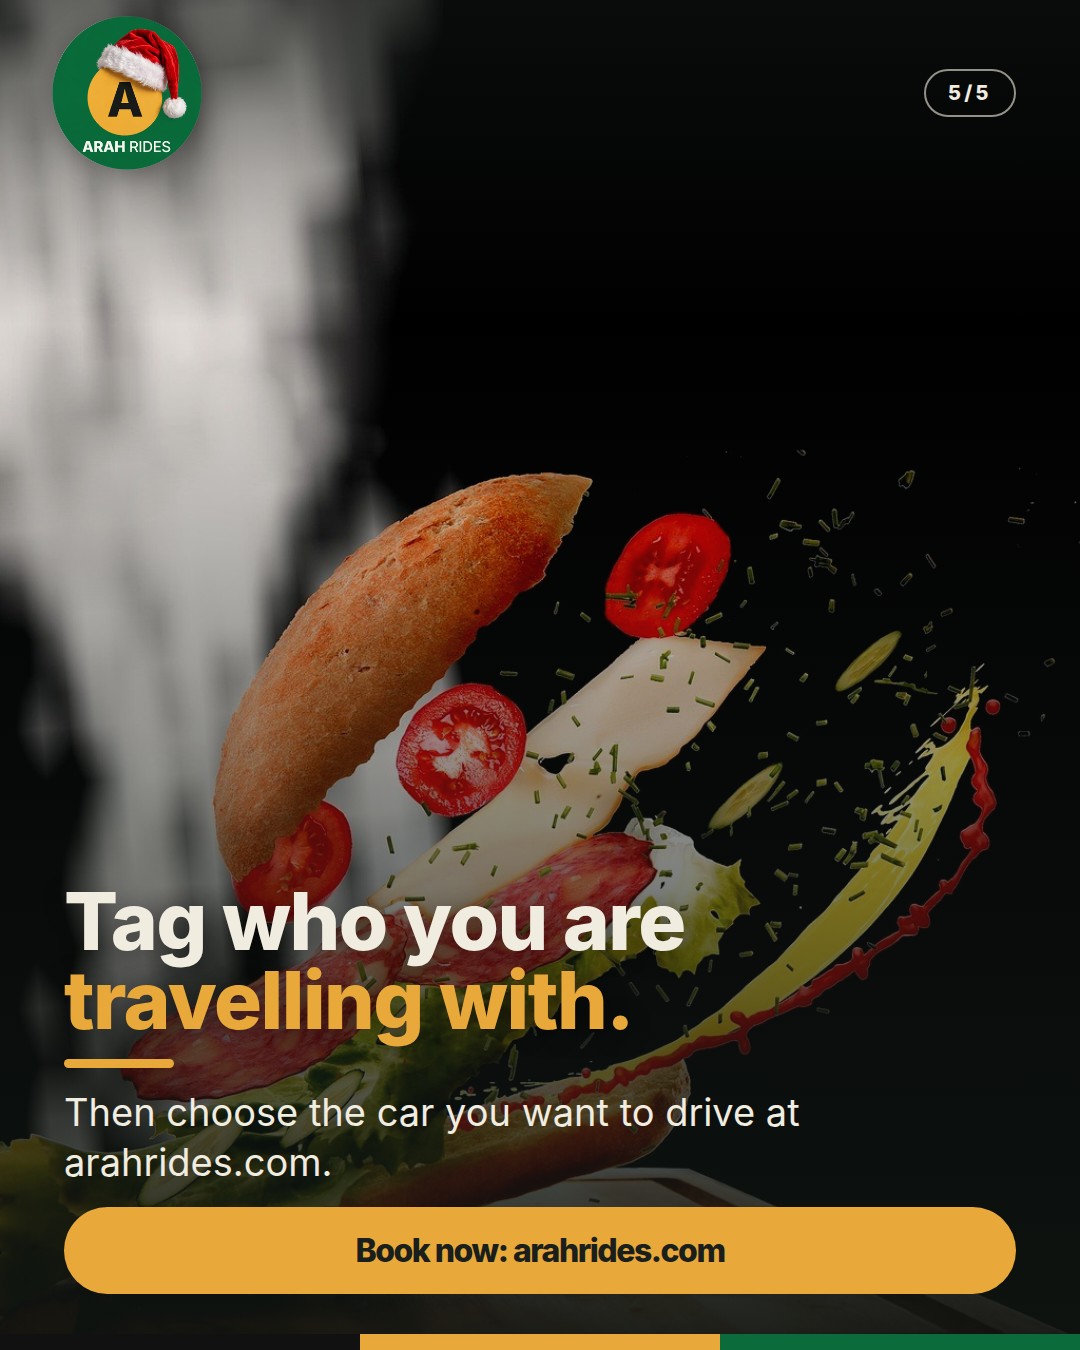 A
ARAH RIDES
5/5
Tag who you are
travelling with.
Then choose the car you want to drive at
arahrides.com.
Book now: arahrides.com